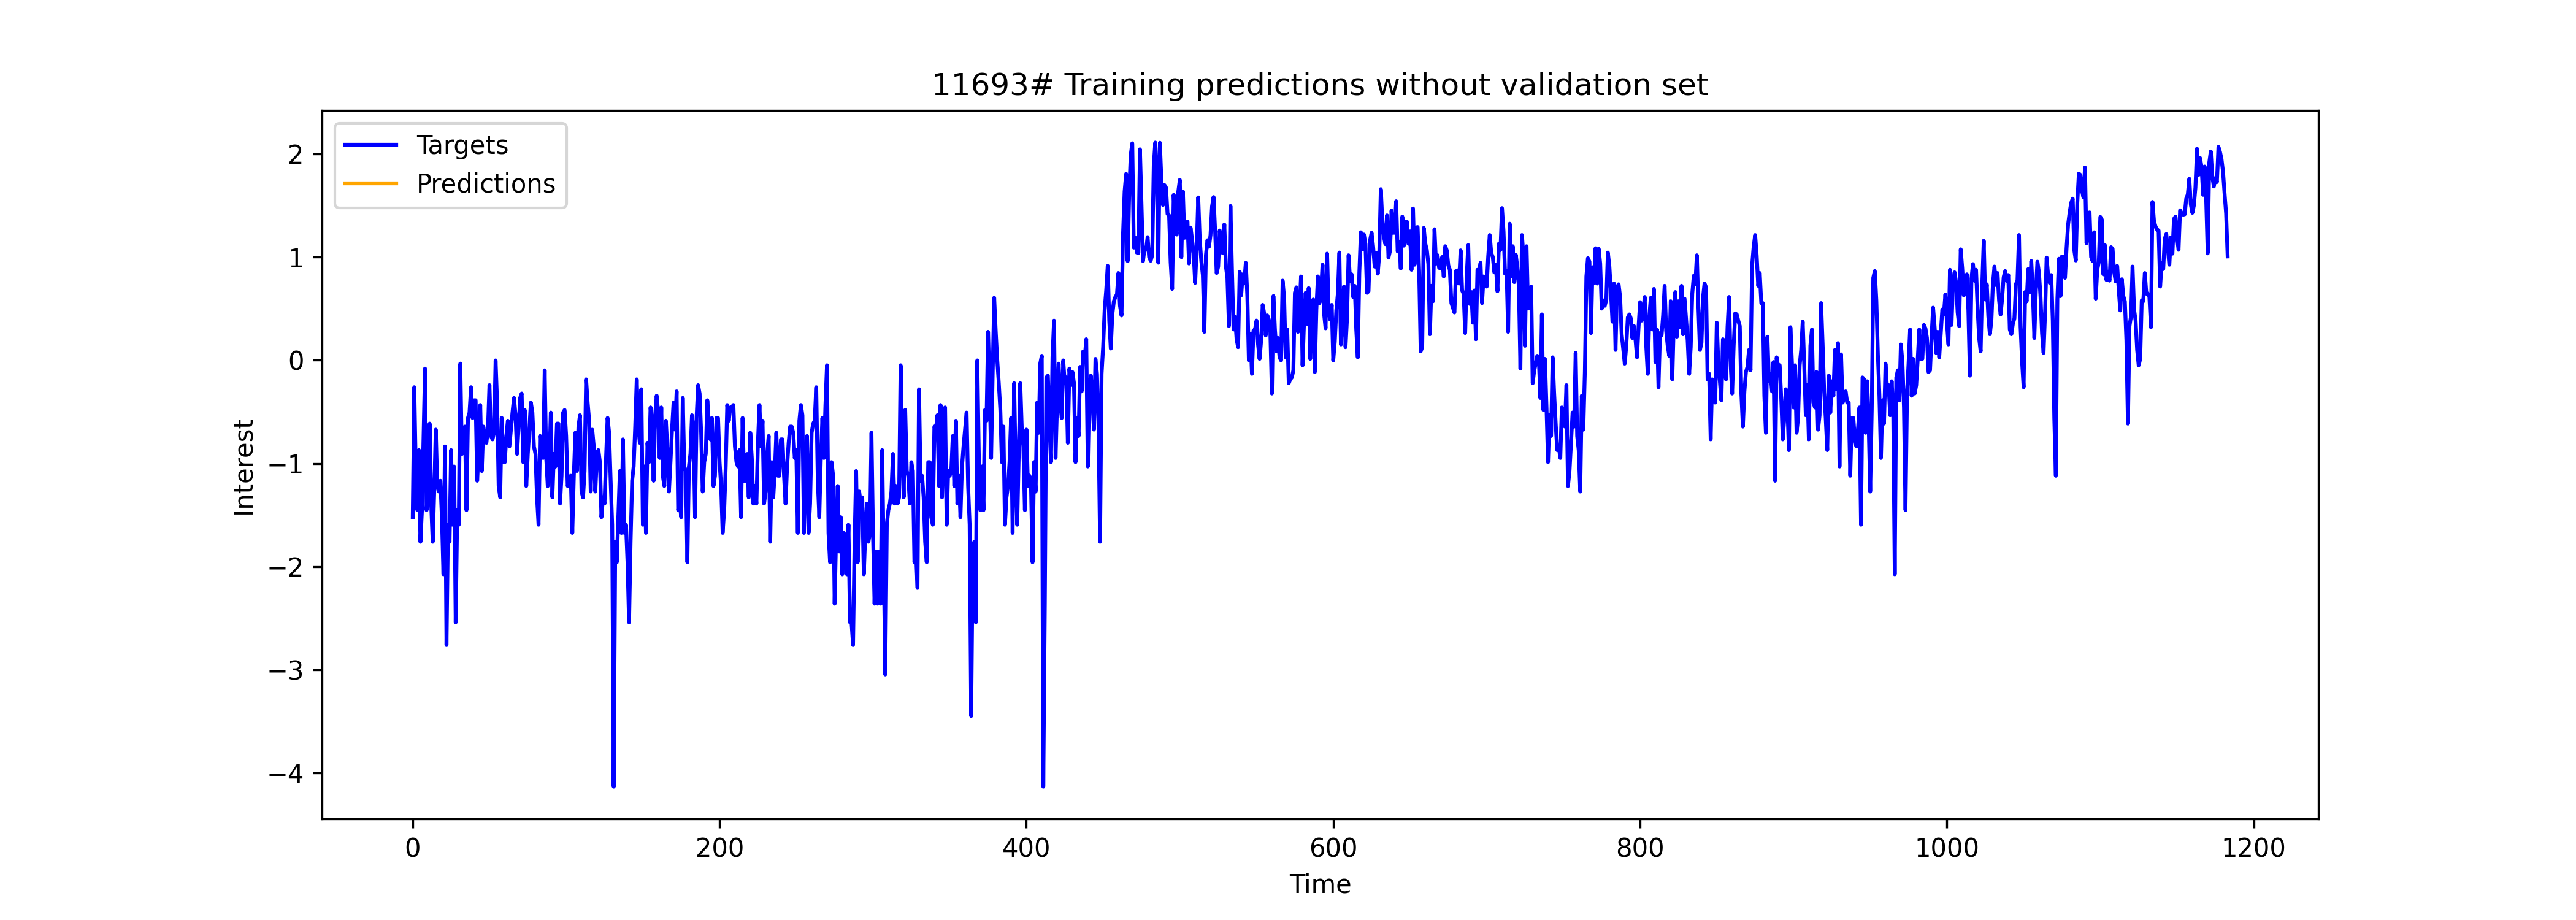 11693# Training predictions without validation set
Targets
Predictions
2
1
0
−1
−2
−3
−4
Interest
0 200 400 600 800 1000 1200
Time